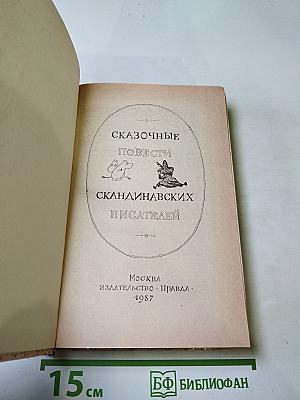 СКАЗОЧНЫЕ
ПОВЕСТИ
СКАНДИНАВСКИХ
ПИСАТЕЛЕЙ
МОСКВА
ИЗДАТЕЛЬСТВО · ПРАВДА ·
1987
15 см
БФ БИБЛИОФАН